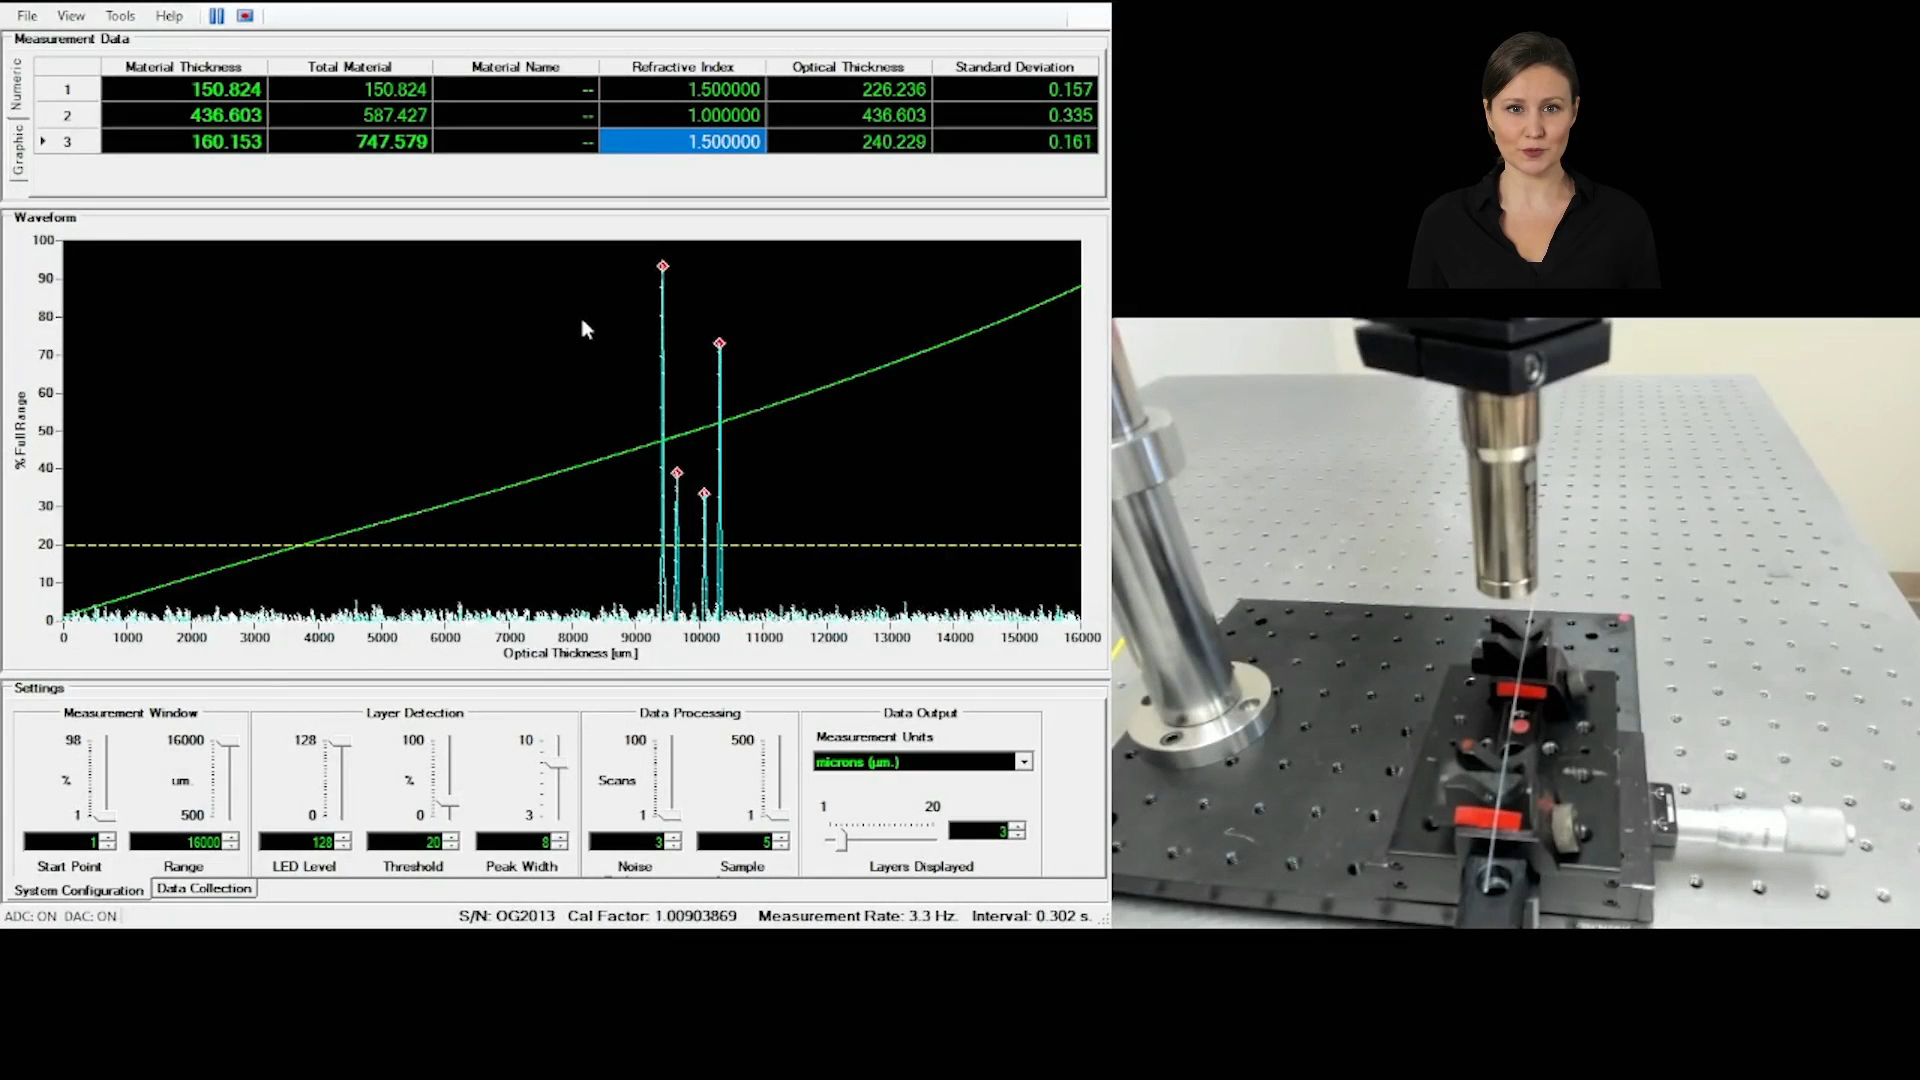 File View Tools Help
Measurement Data
Numeric
Graphic
Material Thickness Total Material Material Name Refractive Index Optical Thickness Standard Deviation
1 150.824 150.824 -- 1.500000 226.236 0.157
2 436.603 587.427 -- 1.000000 436.603 0.335
3 160.153 747.579 -- 1.500000 240.229 0.161
Waveform
% Full Range
100
90
80
70
60
50
40
30
20
10
0
0 1000 2000 3000 4000 5000 6000 7000 8000 9000 10000 11000 12000 13000 14000 15000 16000
Optical Thickness [um.]
Settings
Measurement Window Layer Detection Data Processing Data Output
98 16000 128 100 10 100 500 Measurement Units
microns (µm.)
% um. % Scans
1 500 0 0 3 1 1
1 20
1 16000 128 20 8 3 5 3
Start Point Range LED Level Threshold Peak Width Noise Sample Layers Displayed
System Configuration Data Collection
ADC: ON DAC: ON S/N: OG2013 Cal Factor: 1.00903869 Measurement Rate: 3.3 Hz. Interval: 0.302 s.